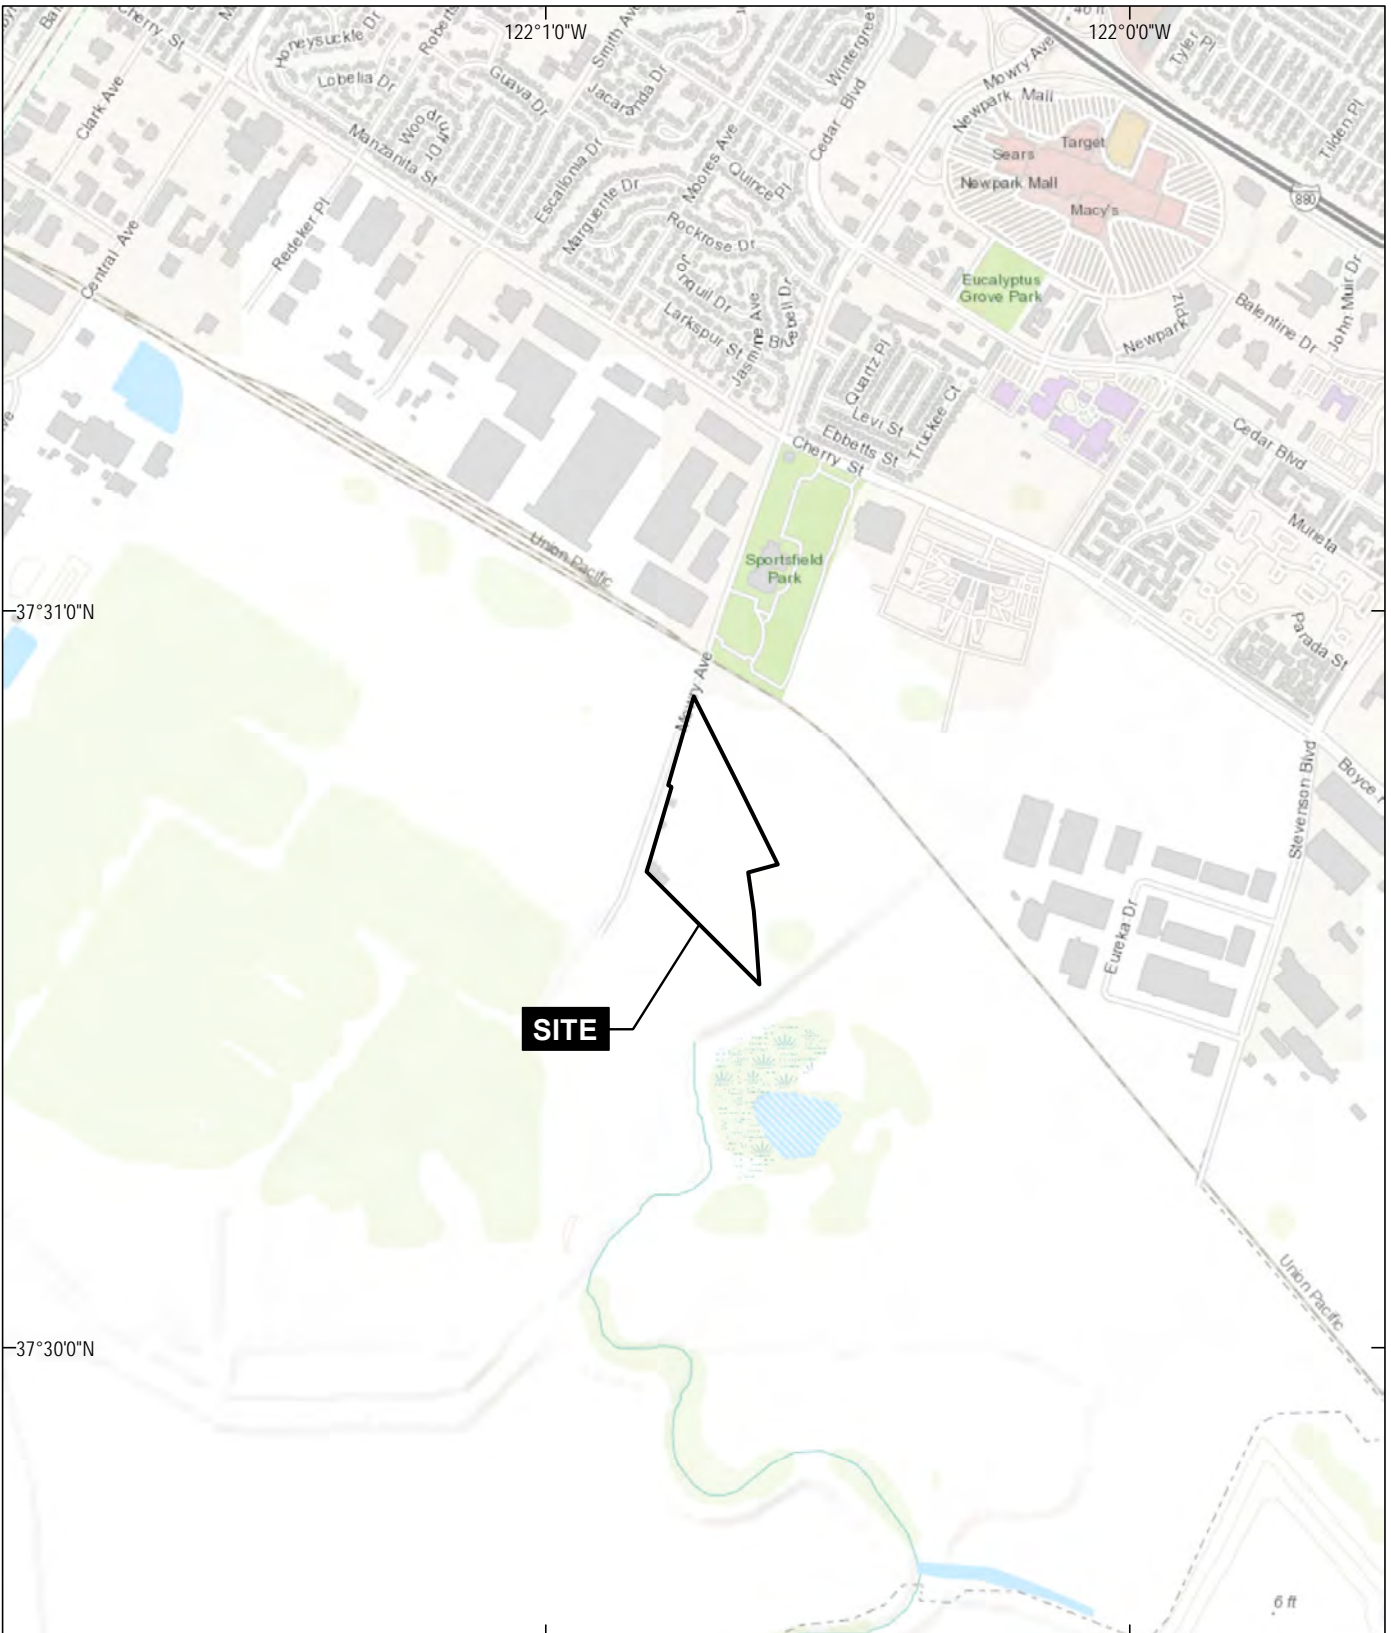 122°1'0"W
122°0'0"W
40 ft
Cherry St
Honeysuckle Dr
Lobelia Dr
Guava Dr
Jacaranda Dr
Cedar Blvd
Mowry Ave
Newpark Mall
Tyler Pl
Tilden Pl
Clark Ave
Woodruff Dr
Manzanita St
Escallonia Dr
Moores Ave
Quince Pl
Target
Sears
Newpark Mall
Macy's
880
Redeker Pl
Marguerite Dr
Rockrose Dr
Central Ave
Jonquil Dr
Larkspur St
Jasmine Ave
Eucalyptus
Grove Park
Newpark Plz
Balentine Dr
John Muir Dr
Quartz Pl
Levi St
Ebbetts St
Truckee Ct
Cherry St
Cedar Blvd
Murieta
Union Pacific
Sportsfield
Park
37°31'0"N
Parada St
Mowry Ave
Stevenson Blvd
Eureka Dr
SITE
Union Pacific
37°30'0"N
6 ft